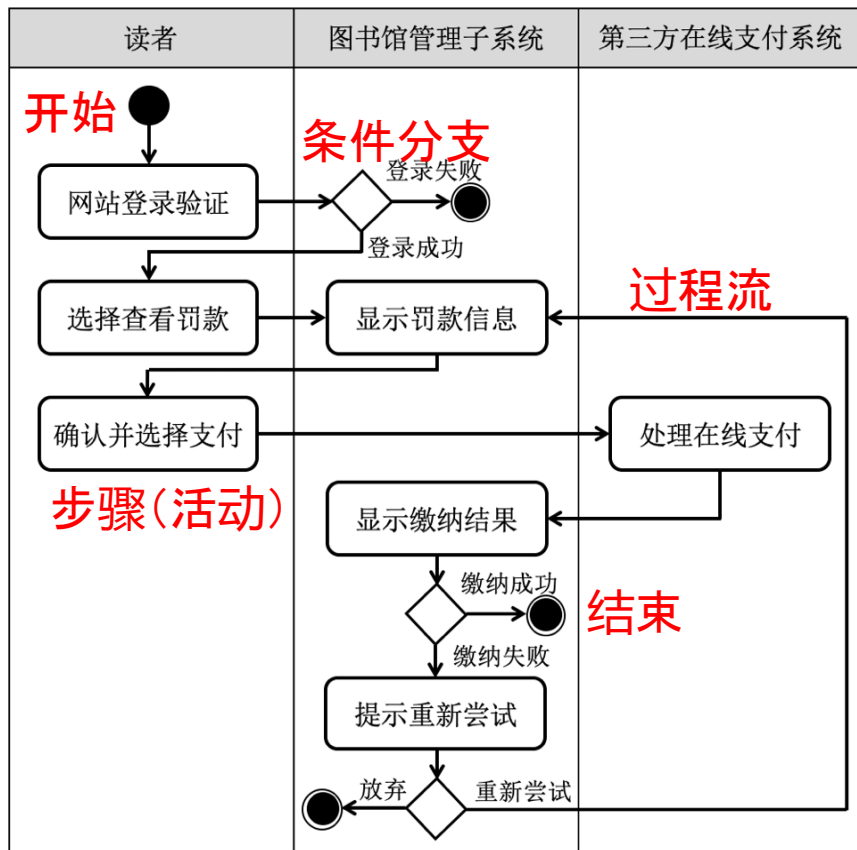 读者
图书馆管理子系统
第三方在线支付系统
开始
条件分支
登录失败
网站登录验证
登录成功
过程流
选择查看罚款
显示罚款信息
确认并选择支付
处理在线支付
步骤(活动)
显示缴纳结果
缴纳成功
结束
缴纳失败
提示重新尝试
放弃
重新尝试